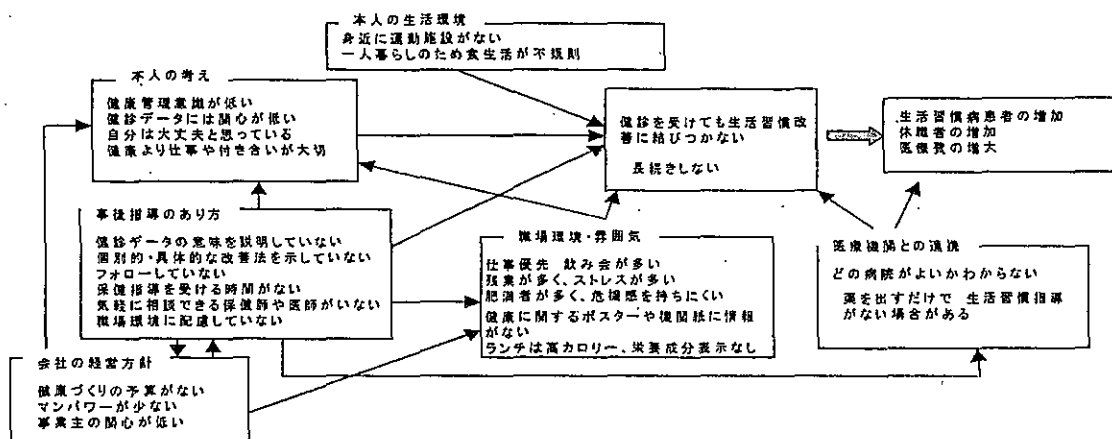 本人の生活環境
身近に運動施設がない
一人暮らしのため食生活が不規則
本人の考え
健康管理意識が低い
健診データには関心が低い
自分は大丈夫と思っている
健康より仕事や付き合いが大切
健診を受けても生活習慣改
善に結びつかない
長続きしない
生活習慣病患者の増加
休職者の増加
医療費の増大
事後指導のあり方
健診データの意味を説明していない
個別的・具体的な改善法を示していない
フォローしていない
保健指導を受ける時間がない
気軽に相談できる保健師や医師がいない
職場環境に配慮していない
職場環境・雰囲気
仕事優先 飲み会が多い
残業が多く、ストレスが多い
肥満者が多く、危機感を持ちにくい
健康に関するポスターや機関紙に情報
がない
ランチは高カロリー、栄養成分表示なし
医療機関との連携
どの病院がよいかわからない
薬を出すだけで 生活習慣指導
がない場合がある
会社の経営方針
健康づくりの予算がない
マンパワーが少ない
事業主の関心が低い